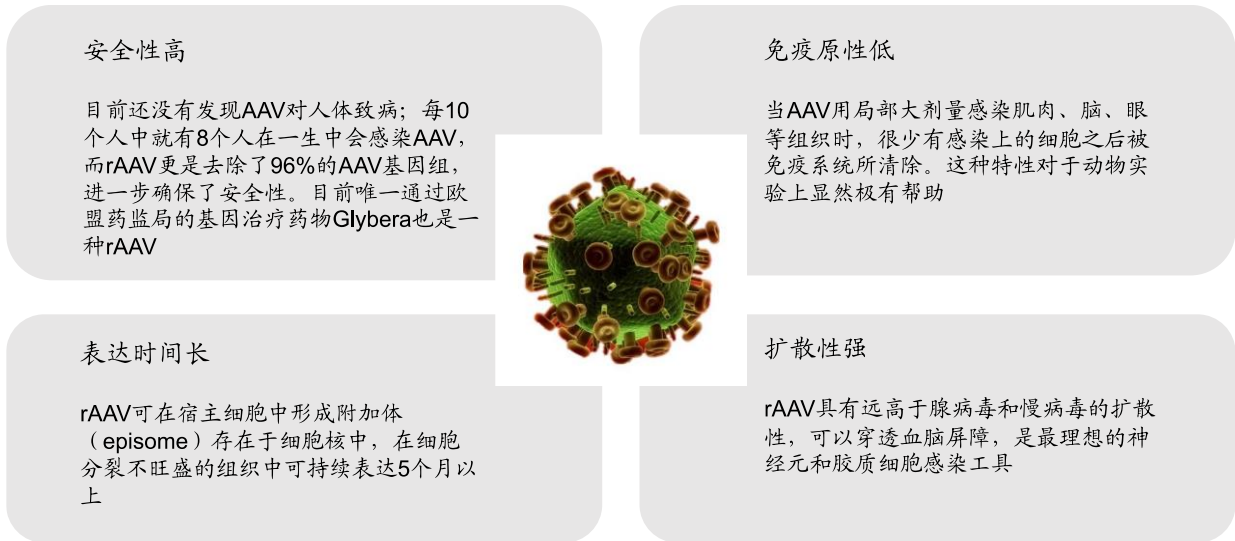 安全性高
目前还没有发现AAV对人体致病；每10
个人中就有8个人在一生中会感染AAV，
而rAAV更是去除了96%的AAV基因组，
进一步确保了安全性。目前唯一通过欧
盟药监局的基因治疗药物Glybera也是一
种rAAV
免疫原性低
当AAV用局部大剂量感染肌肉、脑、眼
等组织时，很少有感染上的细胞之后被
免疫系统所清除。这种特性对于动物实
验上显然极有帮助
表达时间长
rAAV可在宿主细胞中形成附加体
（episome）存在于细胞核中，在细胞
分裂不旺盛的组织中可持续表达5个月以
上
扩散性强
rAAV具有远高于腺病毒和慢病毒的扩散
性，可以穿透血脑屏障，是最理想的神
经元和胶质细胞感染工具